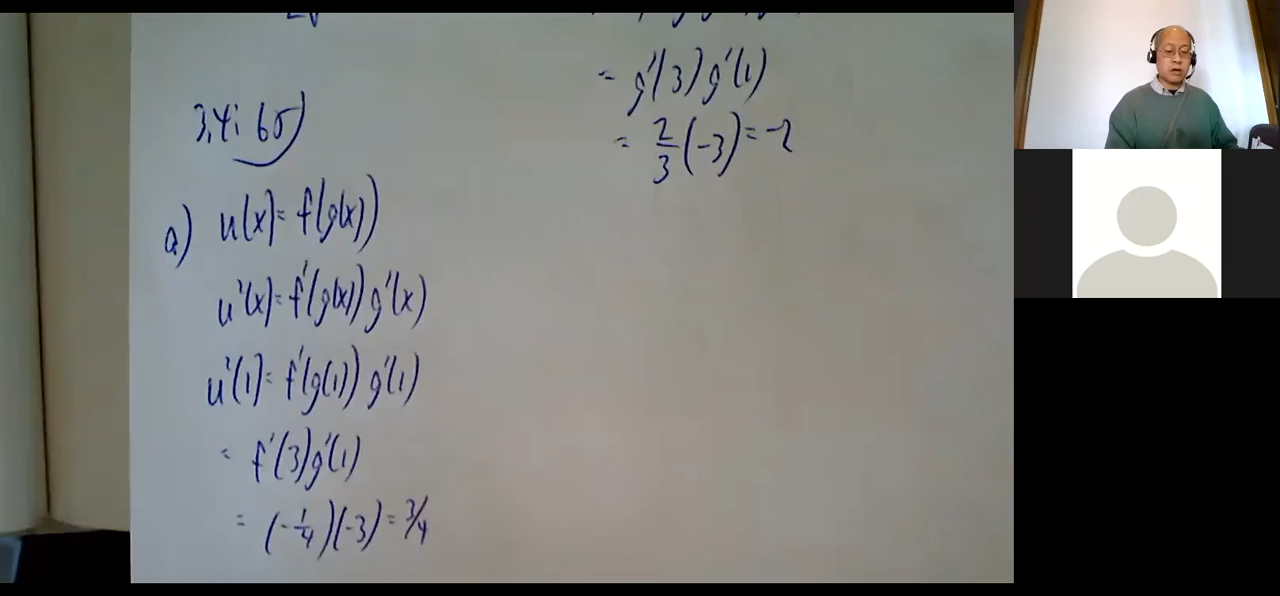 3.4: 65)
a) u(x) = f(g(x))
u'(x) = f'(g(x)) g'(x)
u'(1) = f'(g(1)) g'(1)
= f'(3) g'(1)
= (-1/4)(-3) = 3/4
= g'(3) g'(1)
= 2/3 (-3) = -2